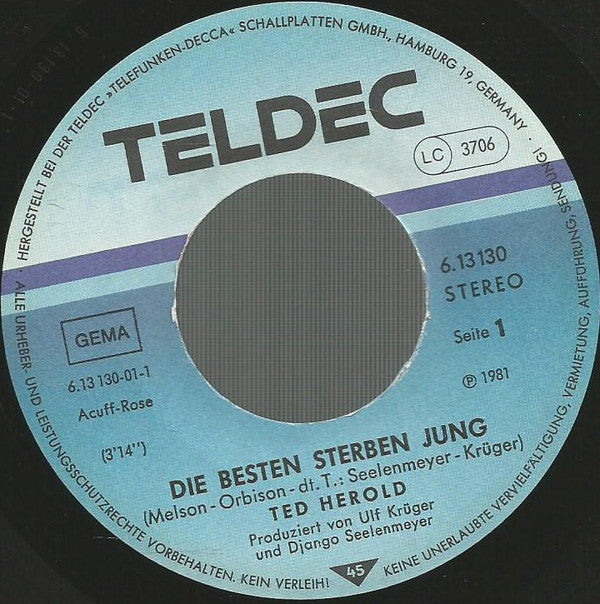 HERGESTELLT BEI DER TELDEC »TELEFUNKEN-DECCA« SCHALLPLATTEN GMBH., HAMBURG 19, GERMANY
TELDEC
LC 3706
6.13130
STEREO
Seite 1
℗ 1981
GEMA
6.13 130-01-1
Acuff-Rose
(3'14'')
DIE BESTEN STERBEN JUNG
(Melson-Orbison-dt.T.: Seelenmeyer-Krüger)
TED HEROLD
Produziert von Ulf Krüger
und Django Seelenmeyer
45
· ALLE URHEBER- UND LEISTUNGSSCHUTZRECHTE VORBEHALTEN. KEIN VERLEIH! KEINE UNERLAUBTE VERVIELFÄLTIGUNG, VERMIETUNG, AUFFÜHRUNG, SENDUNG! ·